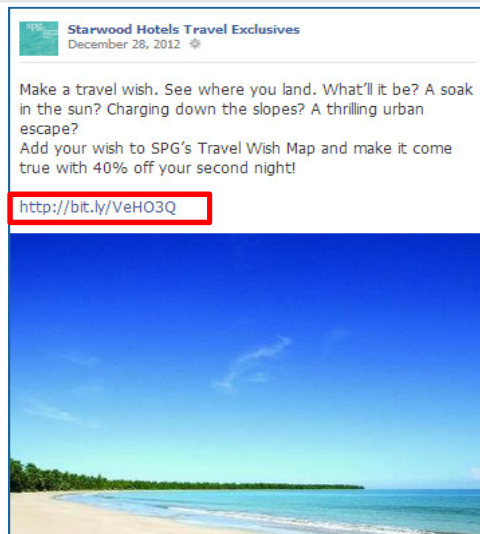 spg
Starwood Hotels Travel Exclusives
December 28, 2012
Make a travel wish. See where you land. What'll it be? A soak
in the sun? Charging down the slopes? A thrilling urban
escape?
Add your wish to SPG's Travel Wish Map and make it come
true with 40% off your second night!
http://bit.ly/VeHO3Q